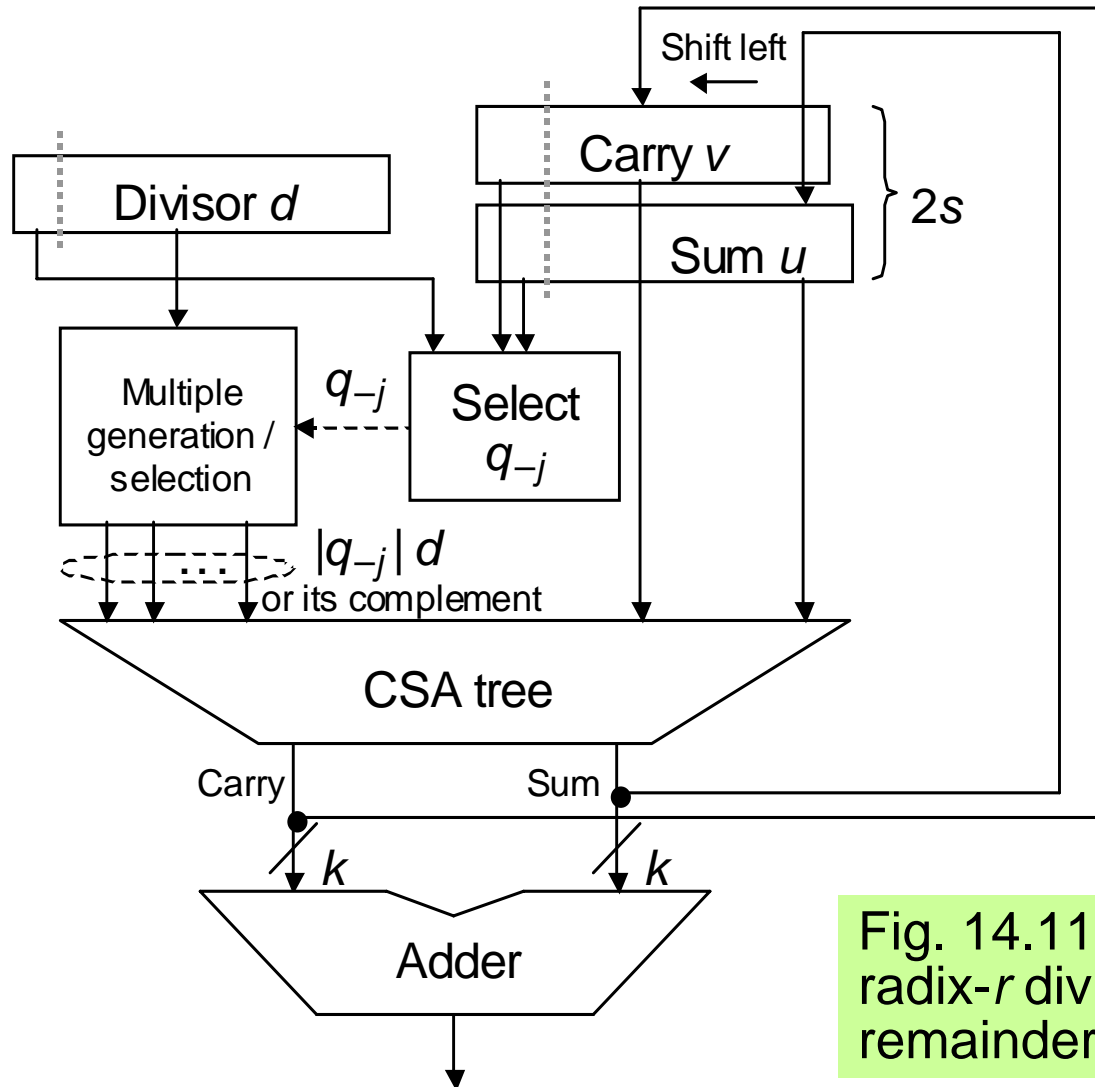 Shift left
Carry v
Divisor d
2s
Sum u
Multiple
generation /
selection
q–j
Select
q–j
. . .
|q–j| d
or its complement
CSA tree
Carry
Sum
k
k
Adder
Fig. 14.11
radix-r div
remainder